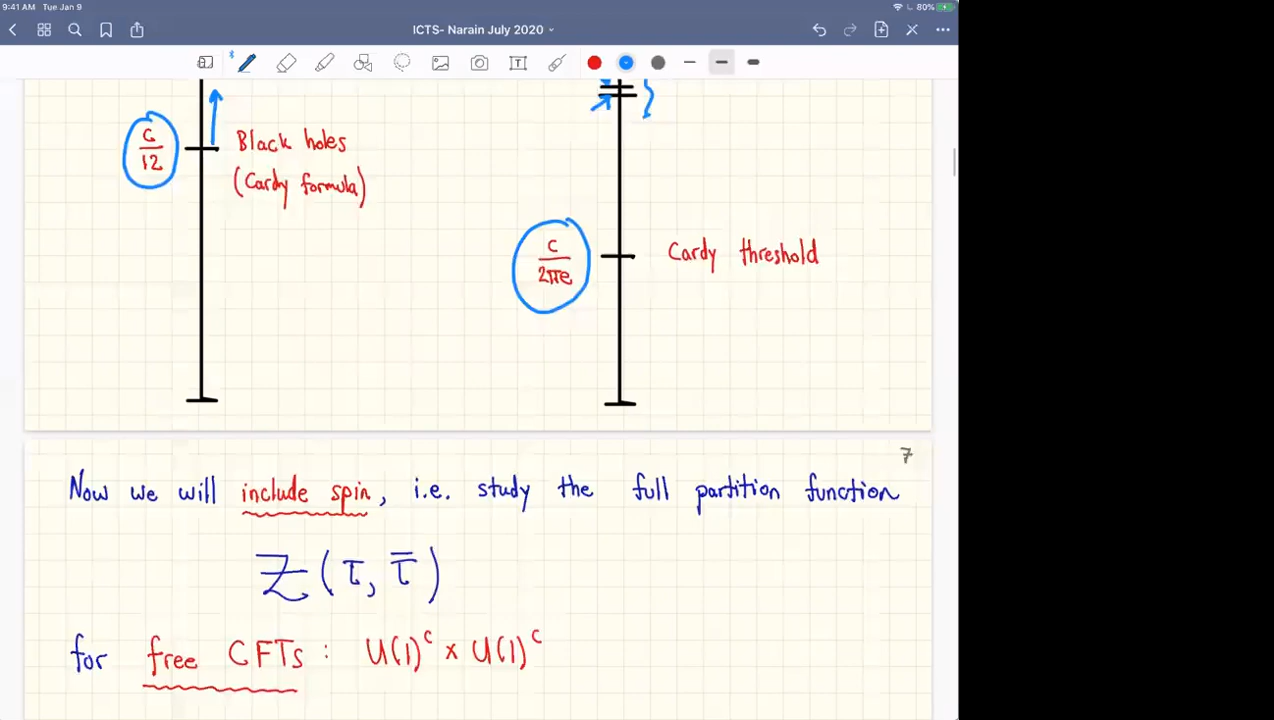 9:41 AM Tue Jan 9
80%
ICTS- Narain July 2020
c/12
Black holes
(Cardy formula)
c/2πe
Cardy threshold
7
Now we will include spin, i.e. study the full partition function
Z(τ, τ̄)
for free CFTs : U(1)^c × U(1)^c